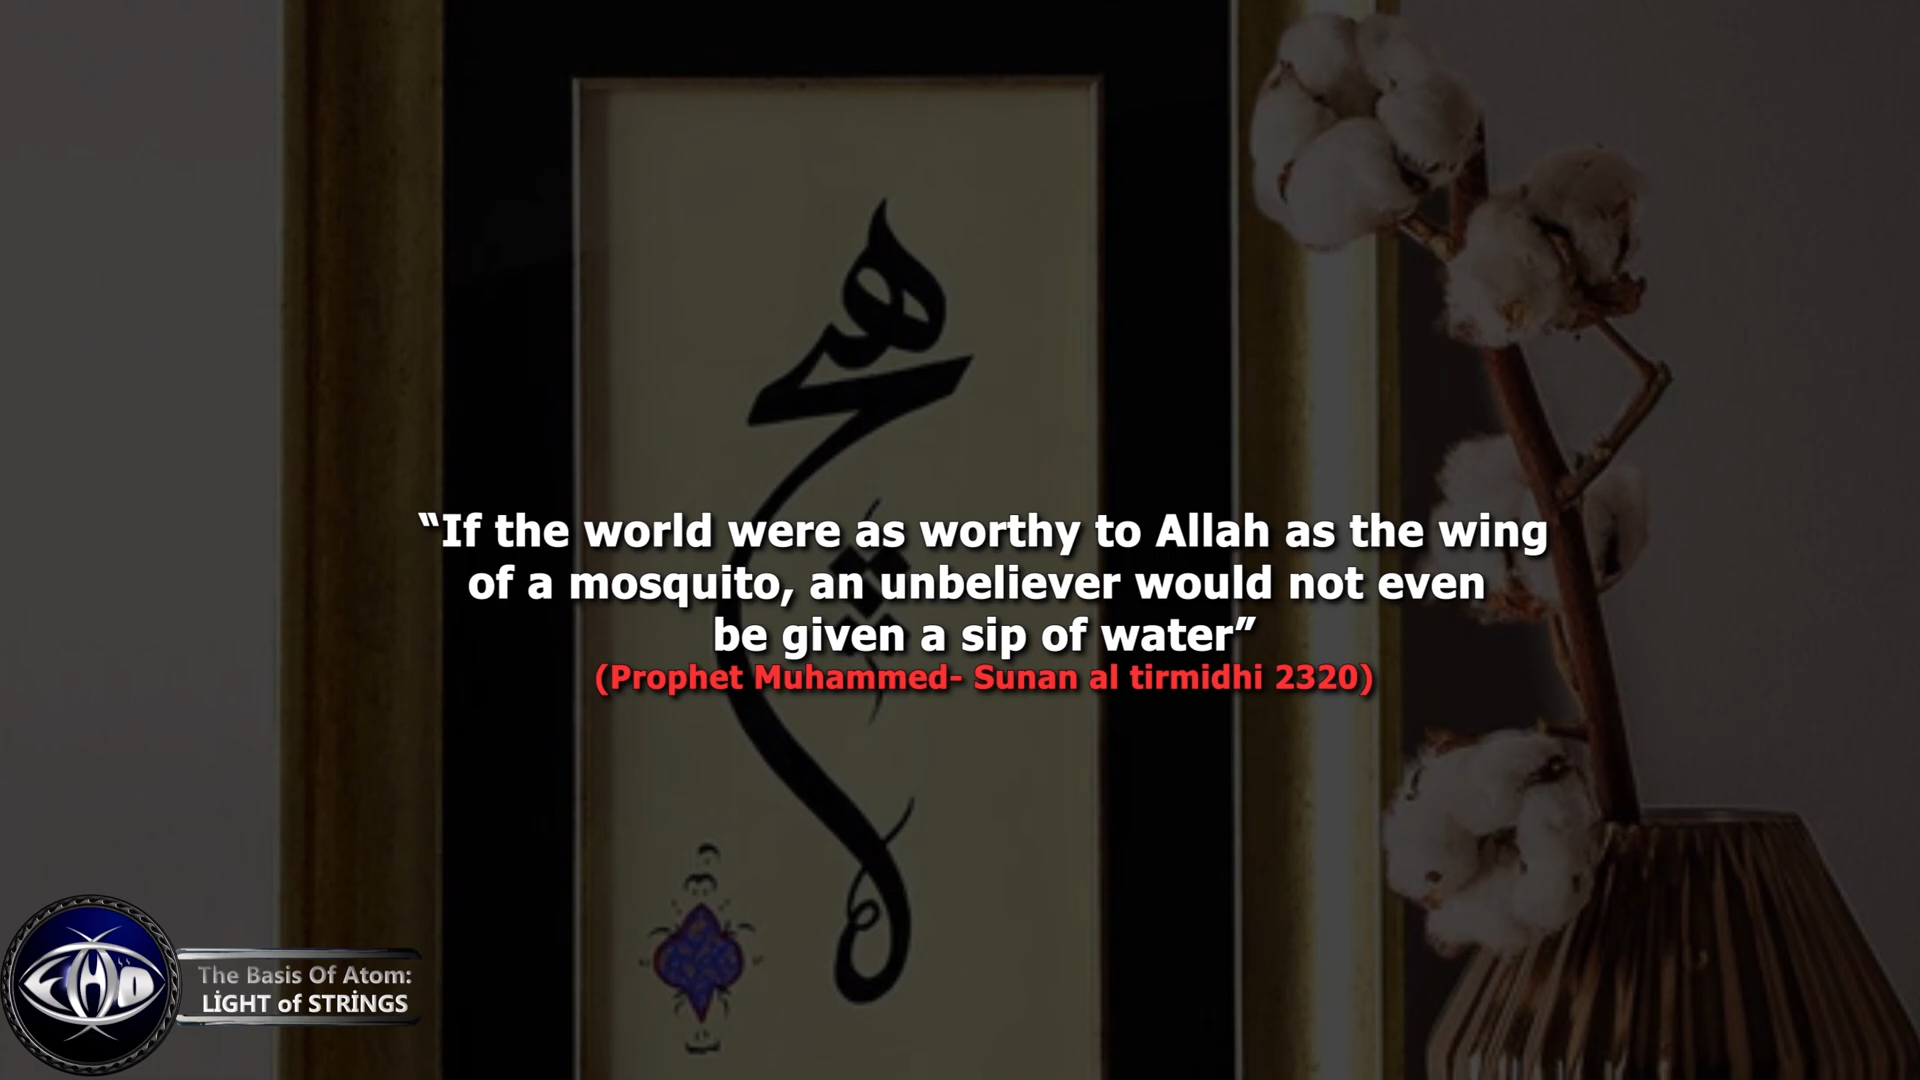 هيچ
“If the world were as worthy to Allah as the wing
of a mosquito, an unbeliever would not even
be given a sip of water”
(Prophet Muhammed- Sunan al tirmidhi 2320)
The Basis Of Atom:
LİGHT of STRİNGS